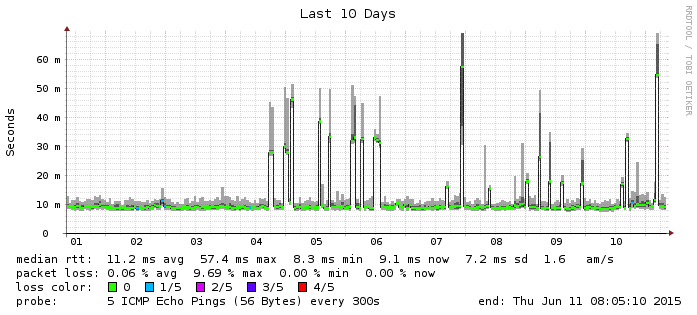 Last 10 Days
RRDTOOL / TOBI OETIKER
Seconds
60 m
50 m
40 m
30 m
20 m
10 m
0
01 02 03 04 05 06 07 08 09 10
median rtt: 11.2 ms avg 57.4 ms max 8.3 ms min 9.1 ms now 7.2 ms sd 1.6 am/s
packet loss: 0.06 % avg 9.69 % max 0.00 % min 0.00 % now
loss color: 0 1/5 2/5 3/5 4/5
probe: 5 ICMP Echo Pings (56 Bytes) every 300s end: Thu Jun 11 08:05:10 2015